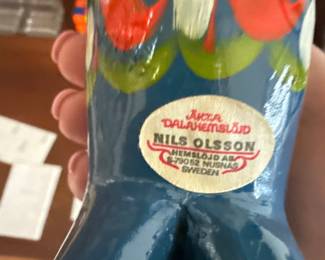 ÄKTA
DALAHEMSLÖJD
NILS OLSSON
HEMSLÖJD AB
S-79052 NUSNÄS
SWEDEN